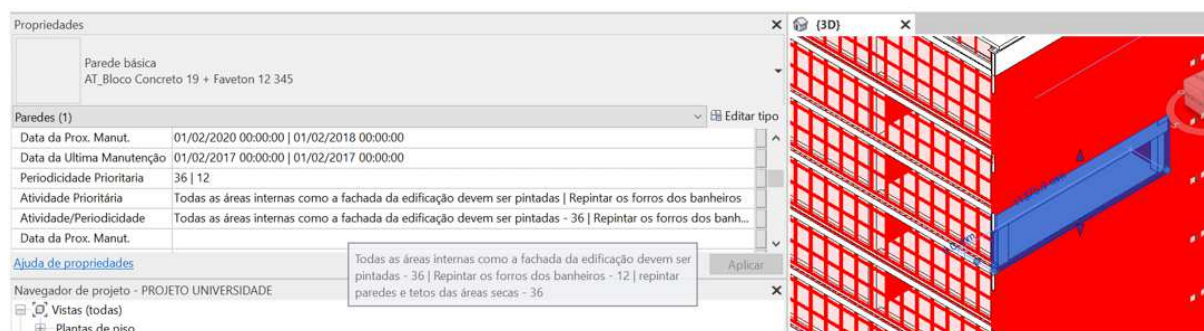 Propriedades
{3D}
Parede básica
AT_Bloco Concreto 19 + Faveton 12 345
Paredes (1)
Editar tipo
Data da Prox. Manut. 01/02/2020 00:00:00 | 01/02/2018 00:00:00
Data da Ultima Manutenção 01/02/2017 00:00:00 | 01/02/2017 00:00:00
Periodicidade Prioritaria 36 | 12
Atividade Prioritária Todas as áreas internas como a fachada da edificação devem ser pintadas | Repintar os forros dos banheiros
Atividade/Periodicidade Todas as áreas internas como a fachada da edificação devem ser pintadas - 36 | Repintar os forros dos banh...
Data da Prox. Manut.
Ajuda de propriedades
Aplicar
Todas as áreas internas como a fachada da edificação devem ser
pintadas - 36 | Repintar os forros dos banheiros - 12 | repintar
paredes e tetos das áreas secas - 36
Navegador de projeto - PROJETO UNIVERSIDADE
Vistas (todas)
Plantas de piso